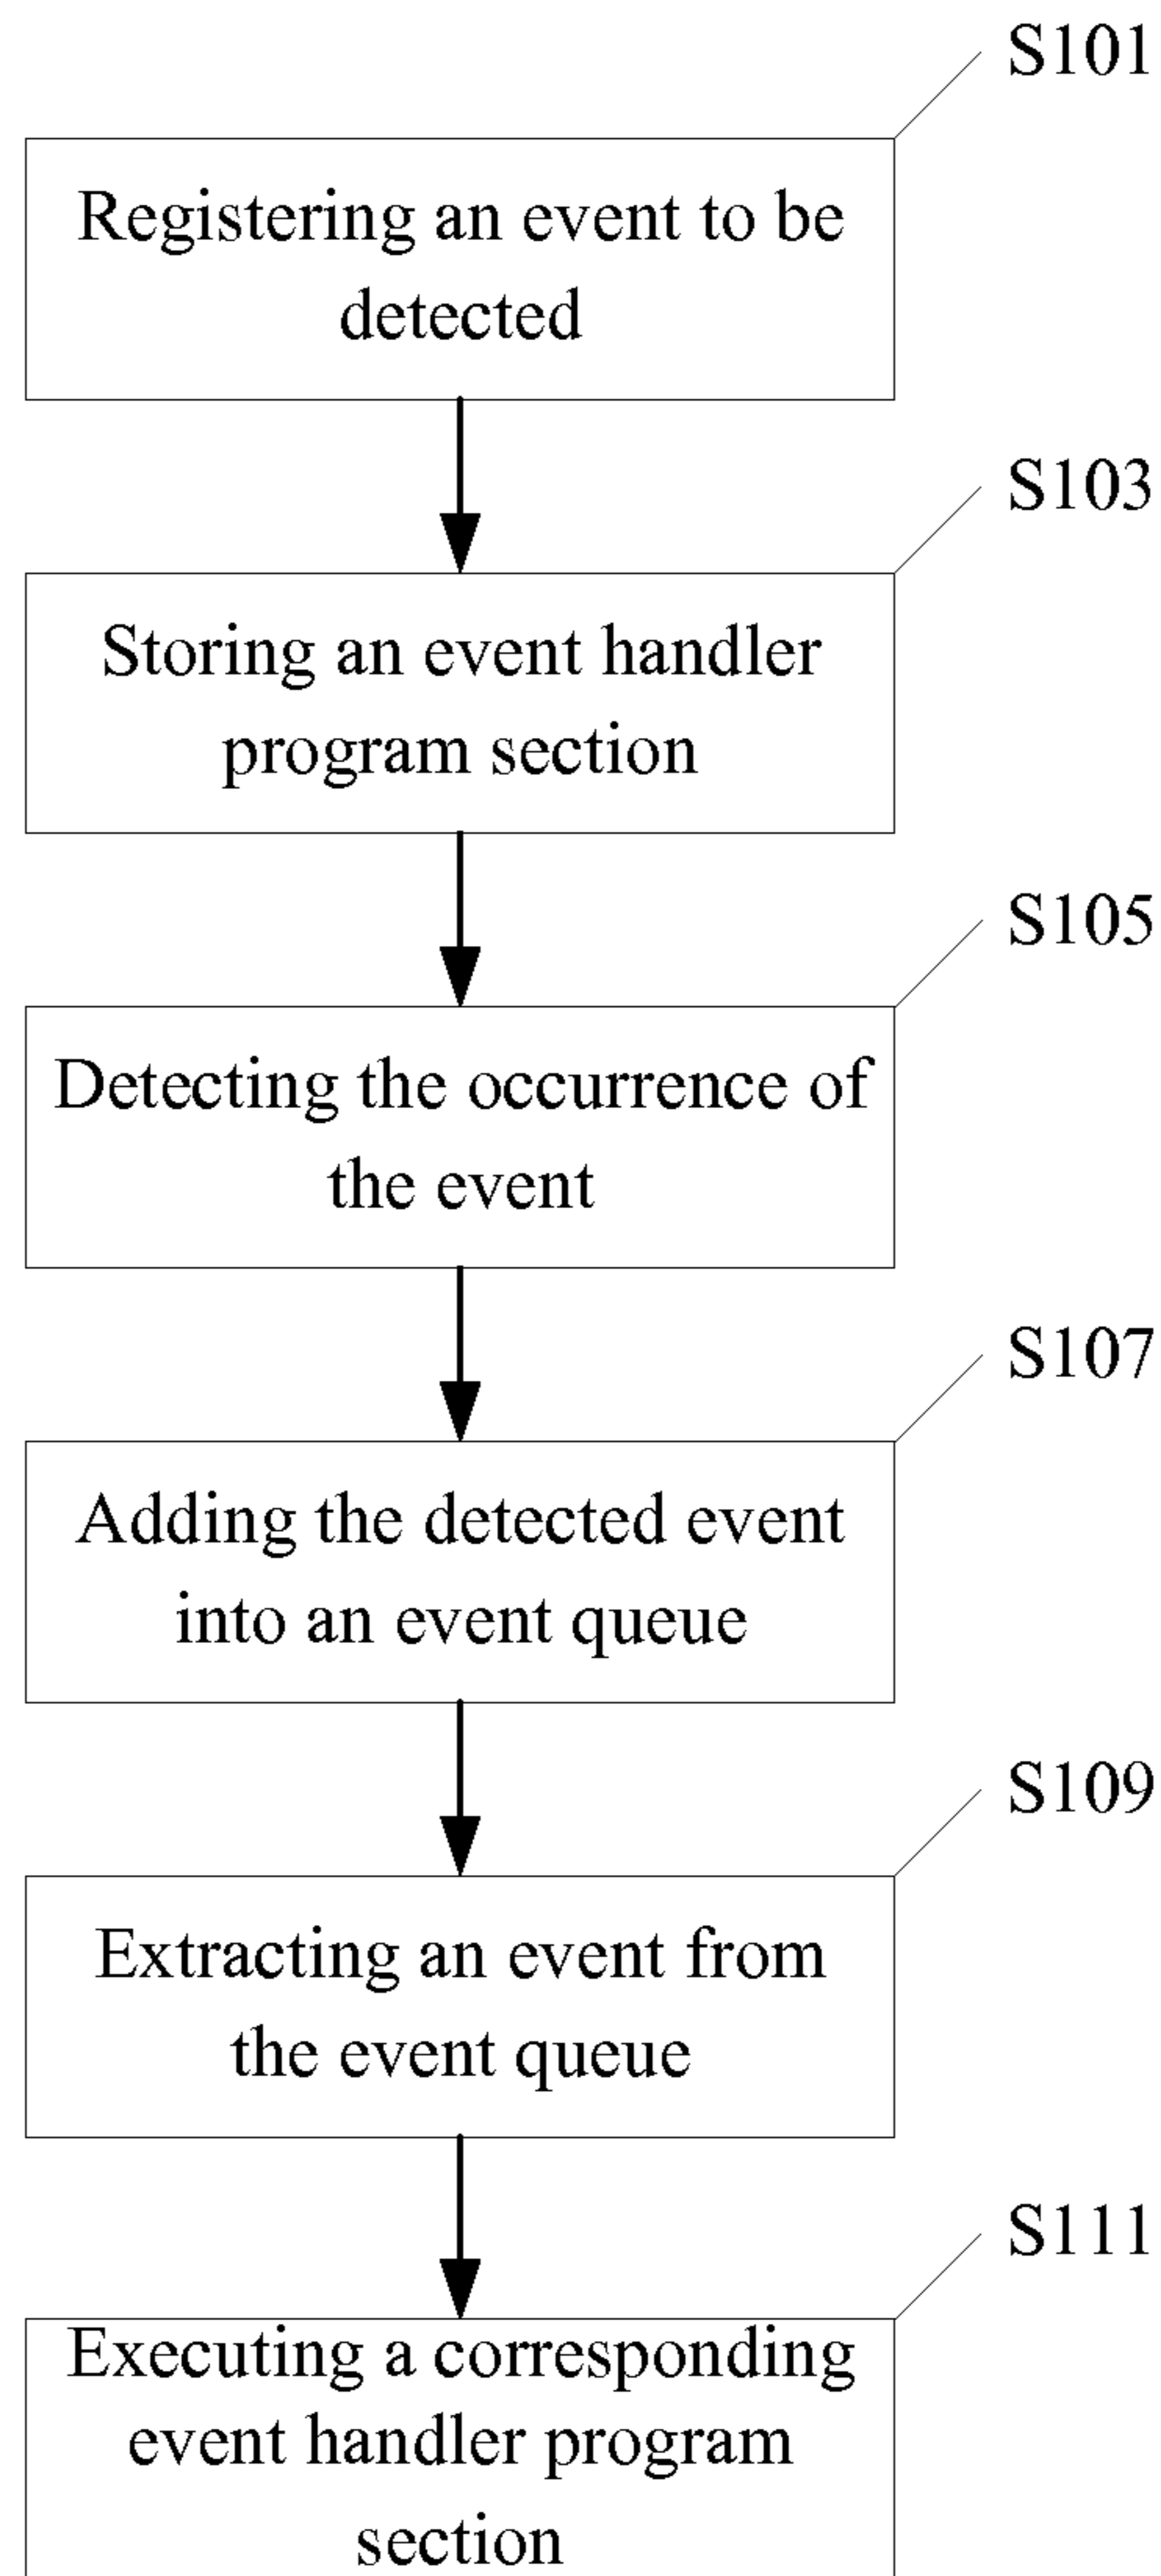 S101
Registering an event to be
detected
S103
Storing an event handler
program section
S105
Detecting the occurrence of
the event
S107
Adding the detected event
into an event queue
S109
Extracting an event from
the event queue
S111
Executing a corresponding
event handler program
section